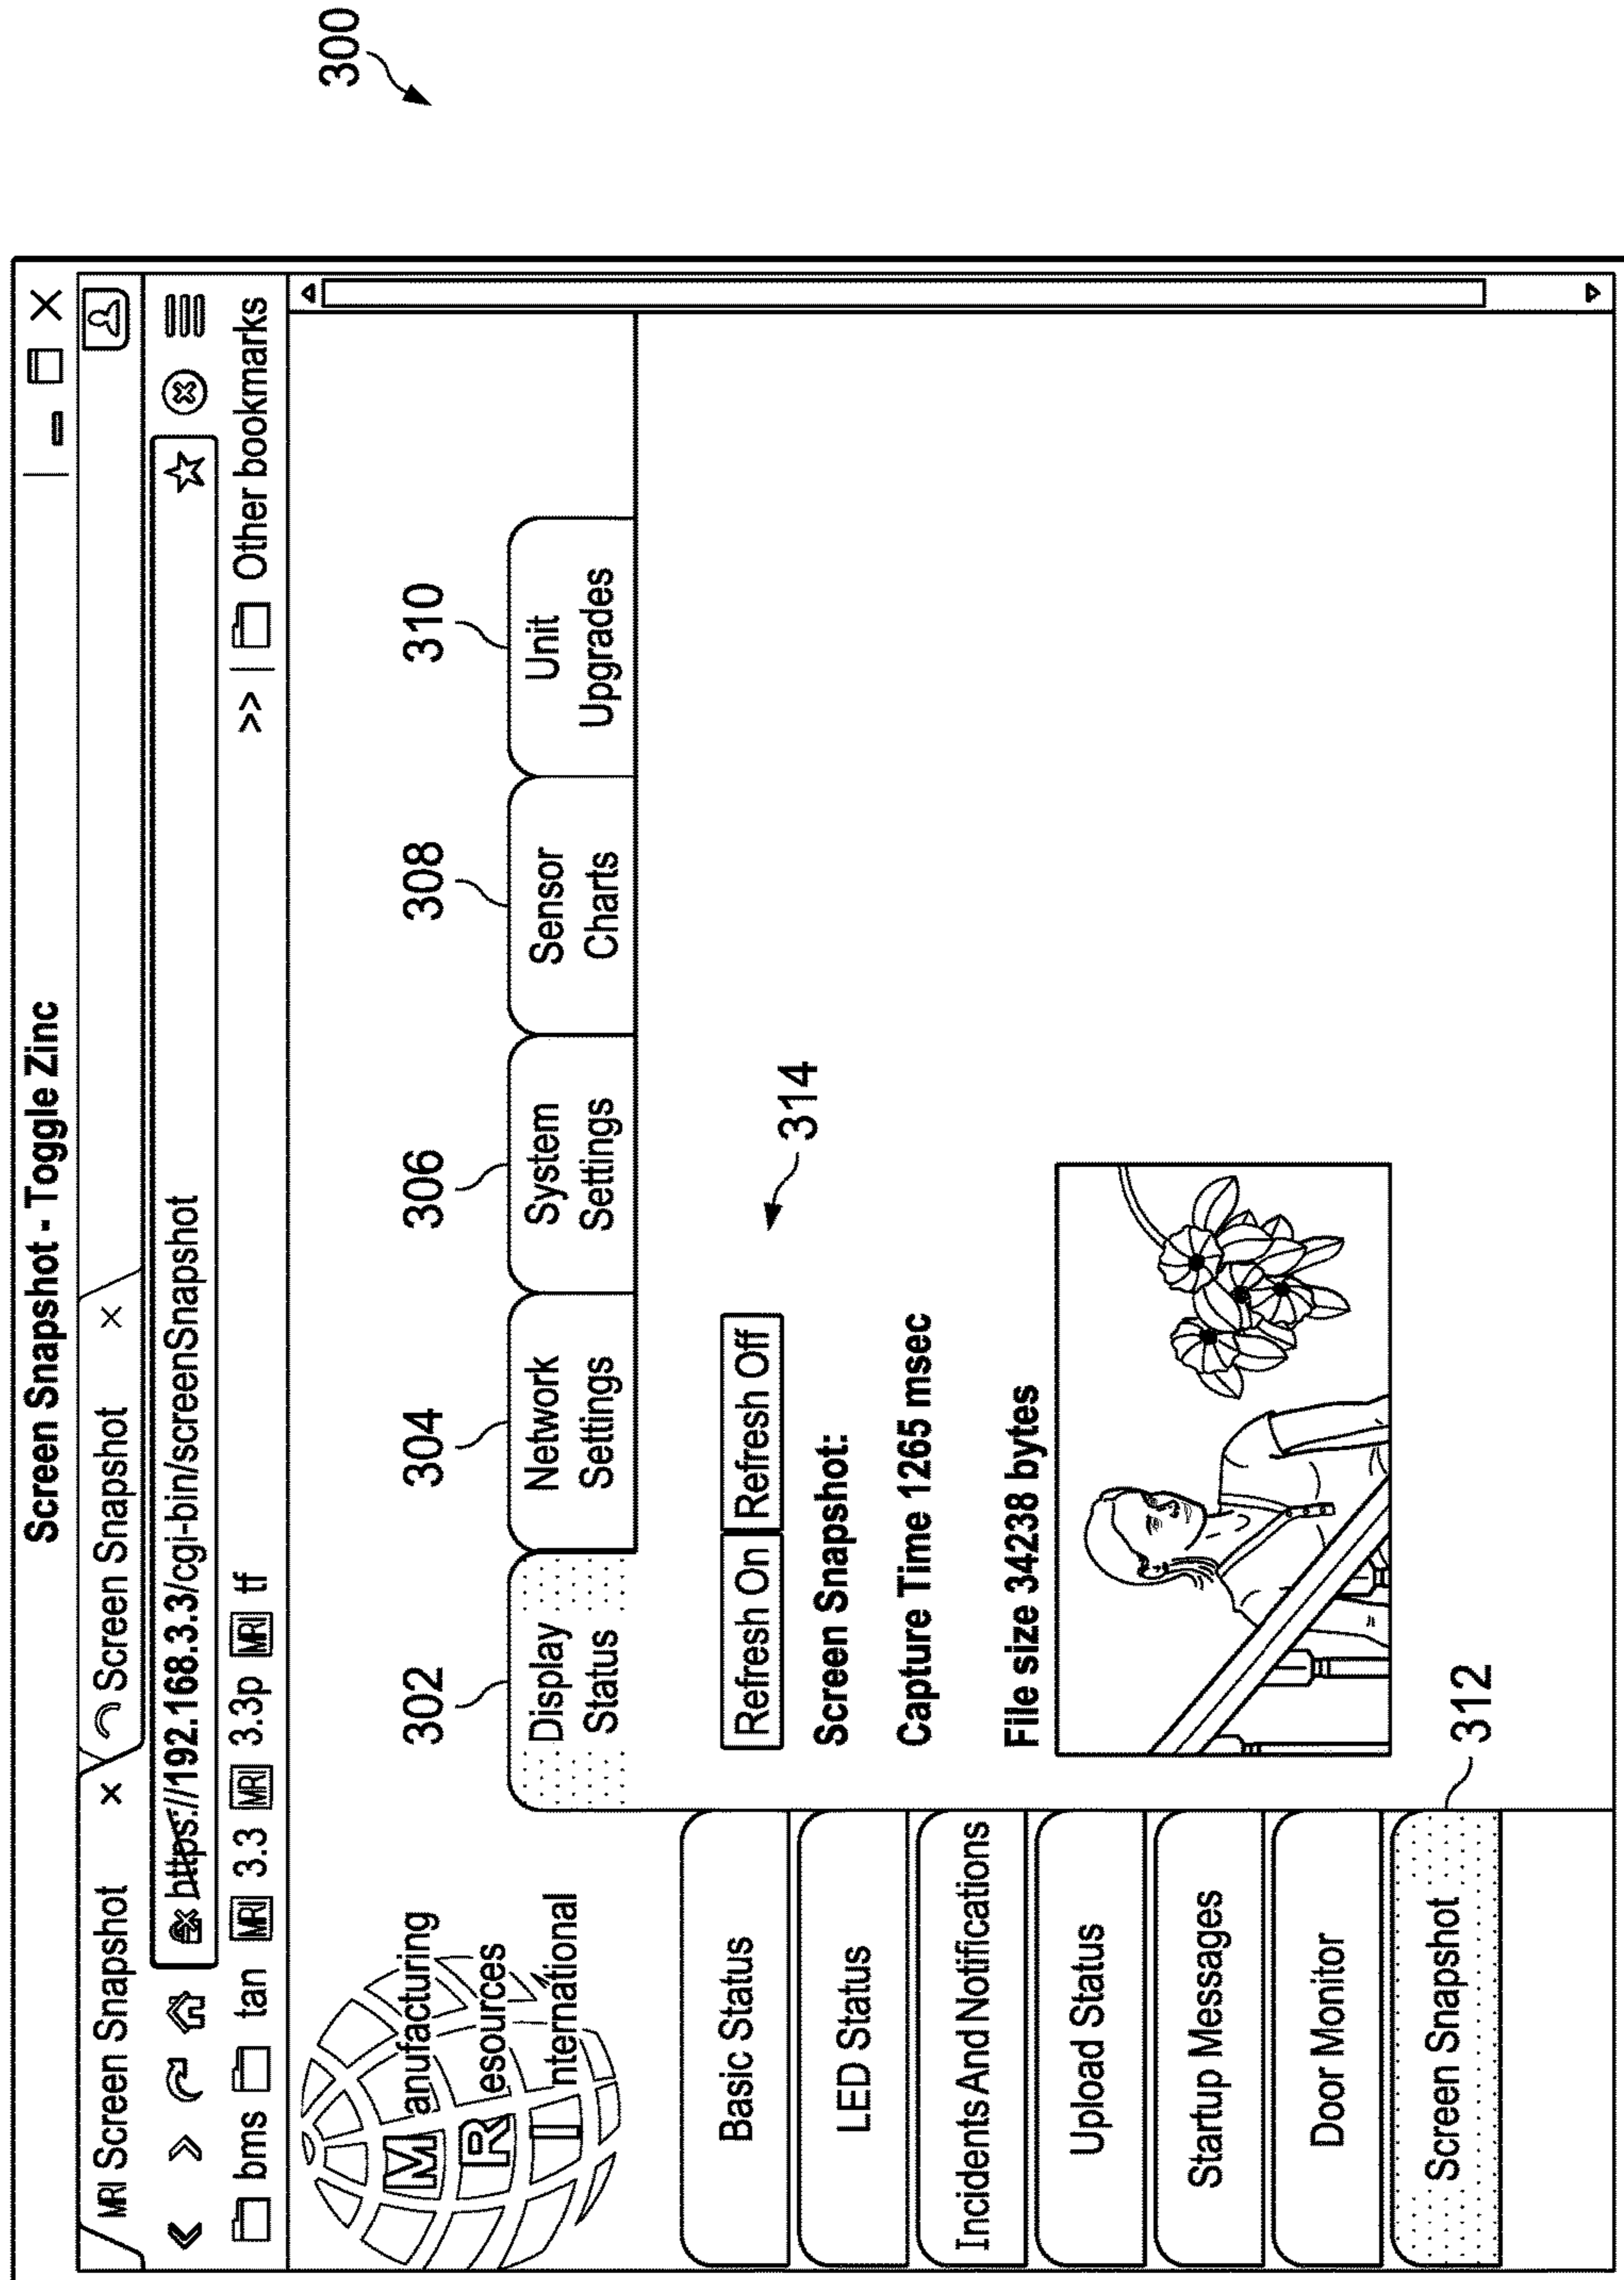 300
Screen Snapshot - Toggle Zinc
MRI Screen Snapshot × Screen Snapshot ×
https://192.168.3.3/cgi-bin/screenSnapshot
bms tan MRI 3.3 MRI 3.3p MRI tf >> Other bookmarks
Manufacturing
Resources
International
302 304 306 308 310
Display Status
Network Settings
System Settings
Sensor Charts
Unit Upgrades
Basic Status
LED Status
Incidents And Notifications
Upload Status
Startup Messages
Door Monitor
Screen Snapshot
312
Refresh On Refresh Off
314
Screen Snapshot:
Capture Time 1265 msec
File size 34238 bytes